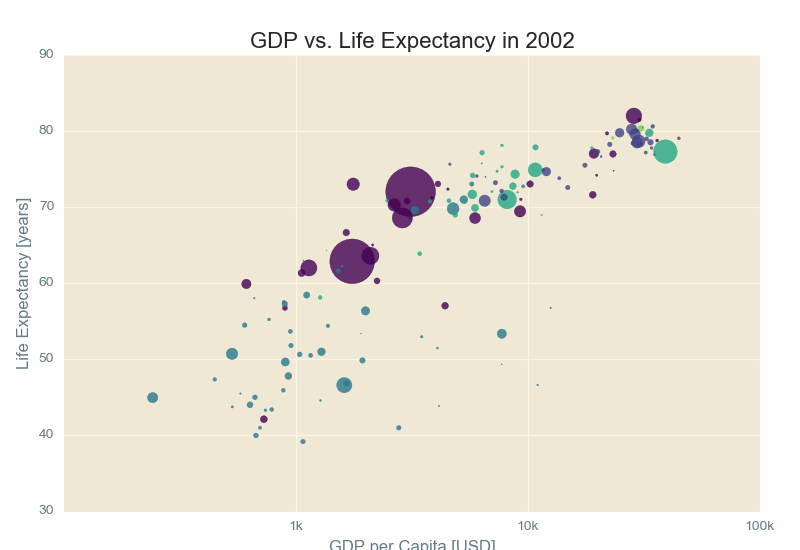 GDP vs. Life Expectancy in 2002
90
80
70
60
50
40
30
Life Expectancy [years]
1k
10k
100k
GDP per Capita [USD]